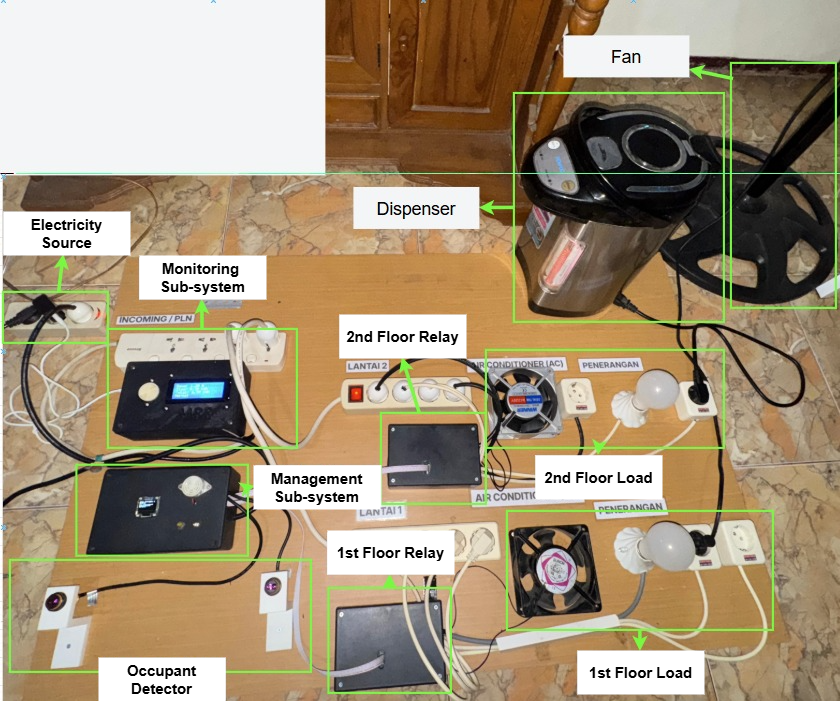 Fan
Dispenser
Electricity
Source
Monitoring
Sub-system
INCOMING / PLN
2nd Floor Relay
LANTAI 2
AIR CONDITIONER (AC)
PENERANGAN
Management
Sub-system
2nd Floor Load
AIR CONDITIO
PENERANGAN
LANTAI 1
1st Floor Relay
Occupant
Detector
1st Floor Load